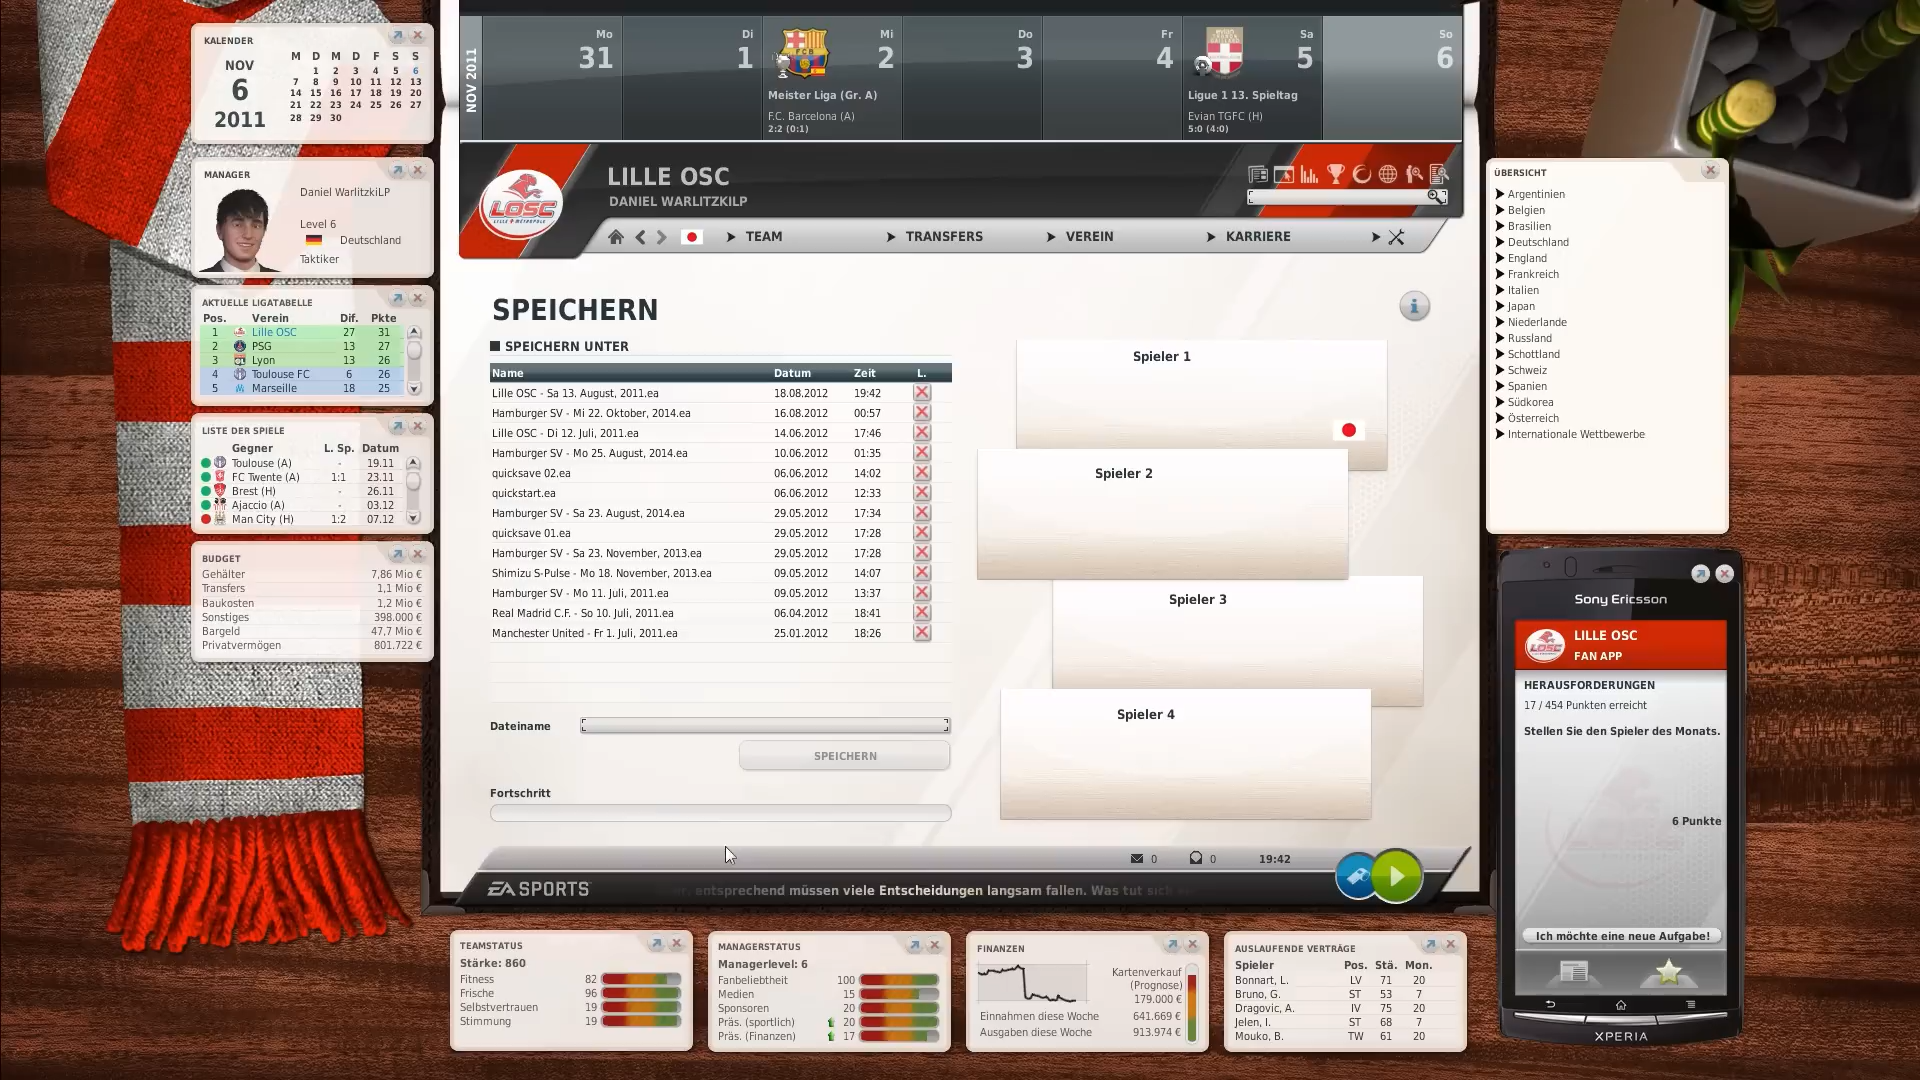 KALENDER
NOV
6
2011
M D M D F S S
1 2 3 4 5 6
7 8 9 10 11 12 13
14 15 16 17 18 19 20
21 22 23 24 25 26 27
28 29 30
MANAGER
Daniel WarlitzkiLP
Level 6
Deutschland
Taktiker
AKTUELLE LIGATABELLE
Pos. Verein Dif. Pkte
1 Lille OSC 27 31
2 PSG 13 27
3 Lyon 13 26
4 Toulouse FC 6 26
5 Marseille 18 25
LISTE DER SPIELE
Gegner L. Sp. Datum
Toulouse (A) - 19.11
FC Twente (A) 1:1 23.11
Brest (H) - 26.11
Ajaccio (A) - 03.12
Man City (H) 1:2 07.12
BUDGET
Gehälter 7,86 Mio €
Transfers 1,1 Mio €
Baukosten 1,2 Mio €
Sonstiges 398.000 €
Bargeld 47,7 Mio €
Privatvermögen 801.722 €
NOV 2011
Mo 31
Di 1
Mi 2
Meister Liga (Gr. A)
F.C. Barcelona (A)
2:2 (0:1)
Do 3
Fr 4
Sa 5
Ligue 1 13. Spieltag
Evian TGFC (H)
5:0 (4:0)
So 6
LOSC
LILLE OSC
DANIEL WARLITZKILP
TEAM TRANSFERS VEREIN KARRIERE
SPEICHERN
SPEICHERN UNTER
Name Datum Zeit L.
Lille OSC - Sa 13. August, 2011.ea 18.08.2012 19:42
Hamburger SV - Mi 22. Oktober, 2014.ea 16.08.2012 00:57
Lille OSC - Di 12. Juli, 2011.ea 14.06.2012 17:46
Hamburger SV - Mo 25. August, 2014.ea 10.06.2012 01:35
quicksave 02.ea 06.06.2012 14:02
quickstart.ea 06.06.2012 12:33
Hamburger SV - Sa 23. August, 2014.ea 29.05.2012 17:34
quicksave 01.ea 29.05.2012 17:28
Hamburger SV - Sa 23. November, 2013.ea 29.05.2012 17:28
Shimizu S-Pulse - Mo 18. November, 2013.ea 09.05.2012 14:07
Hamburger SV - Mo 11. Juli, 2011.ea 09.05.2012 13:37
Real Madrid C.F. - So 10. Juli, 2011.ea 06.04.2012 18:41
Manchester United - Fr 1. Juli, 2011.ea 25.01.2012 18:26
Dateiname
SPEICHERN
Fortschritt
Spieler 1
Spieler 2
Spieler 3
Spieler 4
0 0 19:42
EA SPORTS
entsprechend müssen viele Entscheidungen langsam fallen. Was tut sich
ÜBERSICHT
Argentinien
Belgien
Brasilien
Deutschland
England
Frankreich
Italien
Japan
Niederlande
Russland
Schottland
Schweiz
Spanien
Südkorea
Österreich
Internationale Wettbewerbe
Sony Ericsson
LOSC
LILLE OSC
FAN APP
HERAUSFORDERUNGEN
17 / 454 Punkten erreicht
Stellen Sie den Spieler des Monats.
6 Punkte
Ich möchte eine neue Aufgabe!
XPERIA
TEAMSTATUS
Stärke: 860
Fitness 82
Frische 96
Selbstvertrauen 19
Stimmung 19
MANAGERSTATUS
Managerlevel: 6
Fanbeliebtheit 100
Medien 15
Sponsoren 20
Präs. (sportlich) 20
Präs. (Finanzen) 17
FINANZEN
Kartenverkauf
(Prognose)
179.000 €
Einnahmen diese Woche 641.669 €
Ausgaben diese Woche 913.974 €
AUSLAUFENDE VERTRÄGE
Spieler Pos. Stä. Mon.
Bonnart, L. LV 71 20
Bruno, G. ST 53 7
Dragovic, A. IV 75 20
Jelen, I. ST 68 7
Mouko, B. TW 61 20